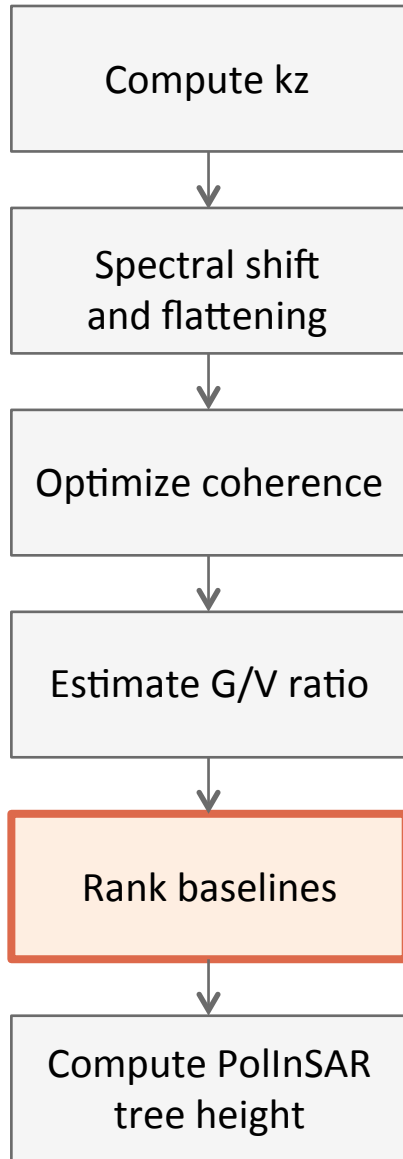 Compute kz
Spectral shift
and flattening
Optimize coherence
Estimate G/V ratio
Rank baselines
Compute PolInSAR
tree height